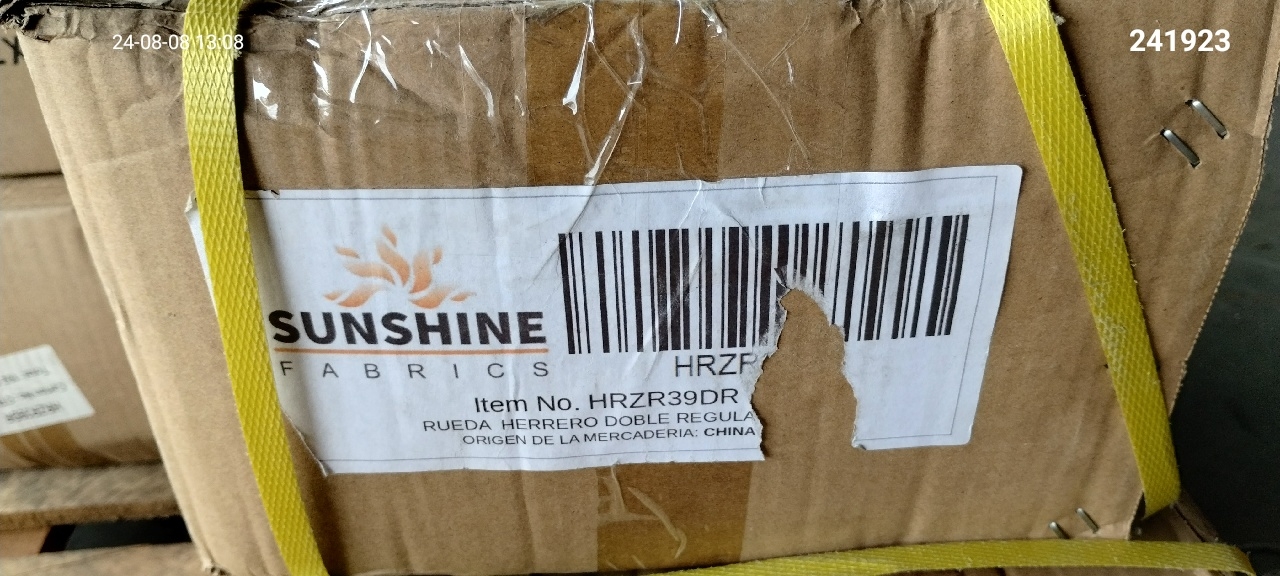 24-08-08 13:08
241923
SUNSHINE
FABRICS
HRZR
Item No. HRZR39DR
RUEDA HERRERO DOBLE REGULA
ORIGEN DE LA MERCADERIA: CHINA